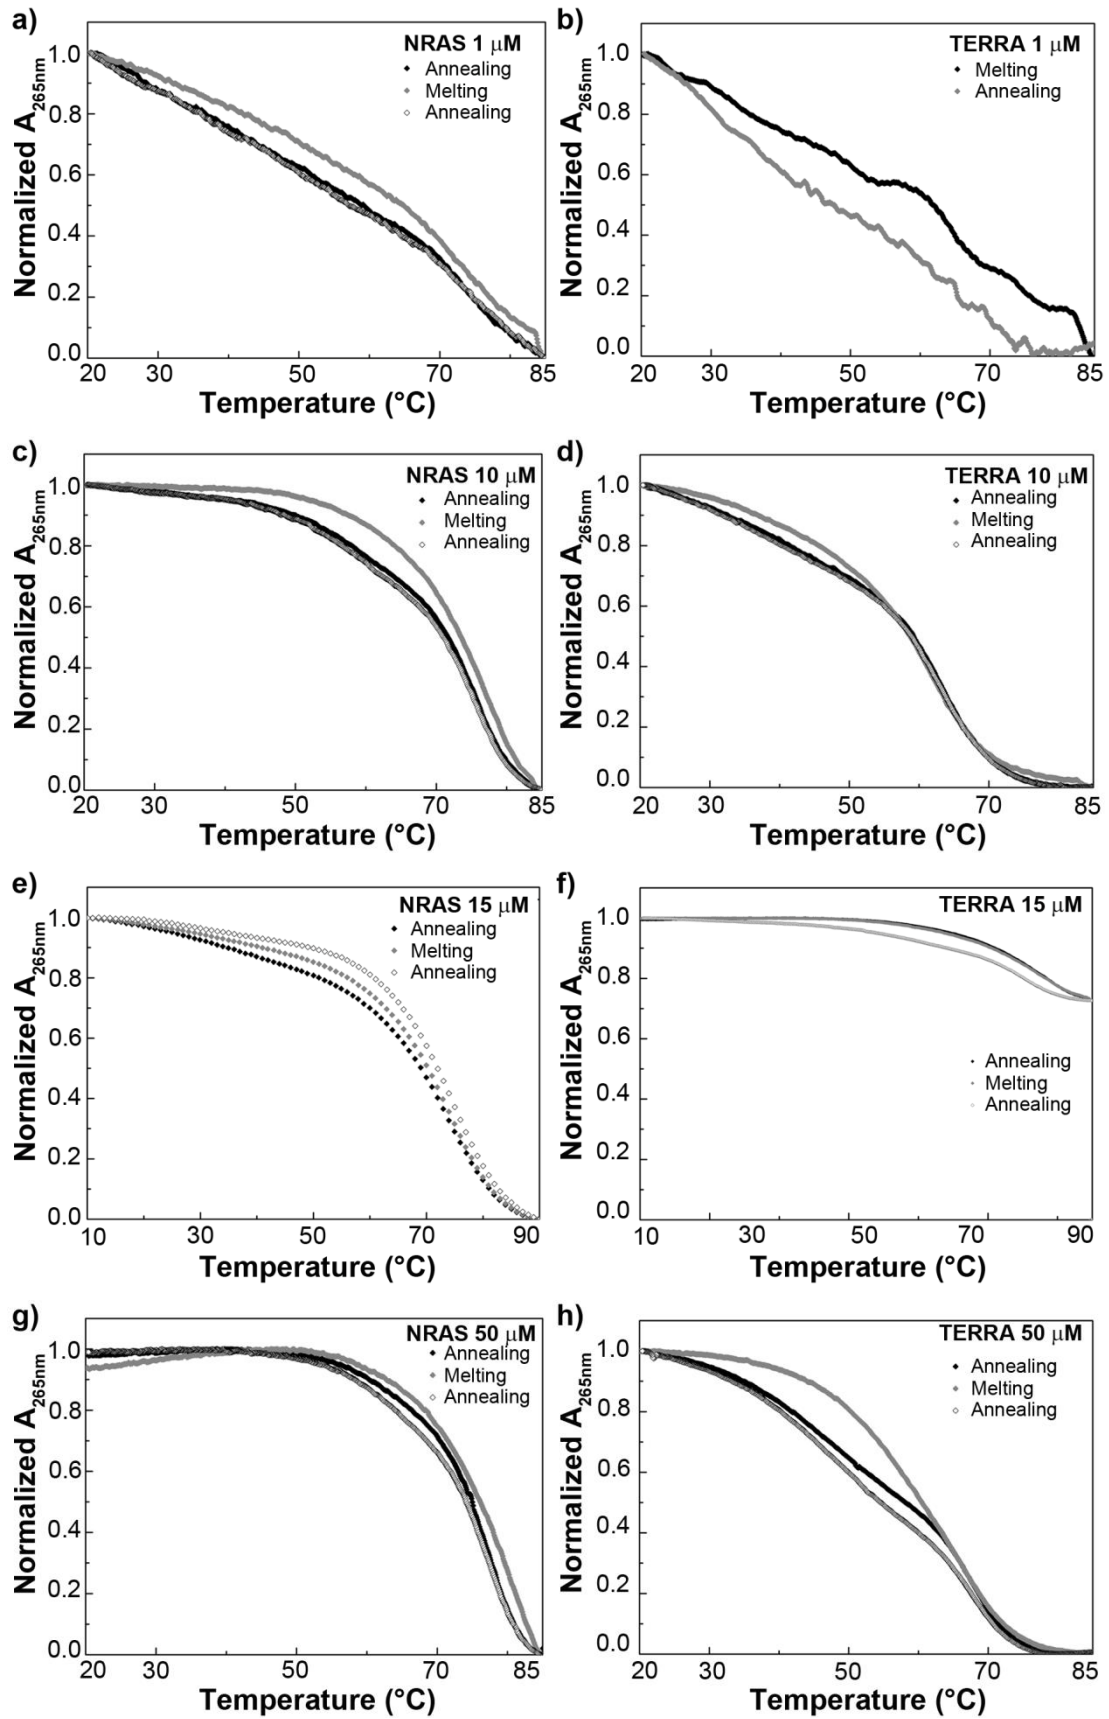 a)
NRAS 1 μM
Annealing
Melting
Annealing
1.0
0.8
0.6
0.4
0.2
0.0
Normalized A265nm
20 30 50 70 85
Temperature (°C)
b)
TERRA 1 μM
Melting
Annealing
1.0
0.8
0.6
0.4
0.2
0.0
Normalized A265nm
20 30 50 70 85
Temperature (°C)
c)
NRAS 10 μM
Annealing
Melting
Annealing
1.0
0.8
0.6
0.4
0.2
0.0
Normalized A265nm
20 30 50 70 85
Temperature (°C)
d)
TERRA 10 μM
Annealing
Melting
Annealing
1.0
0.8
0.6
0.4
0.2
0.0
Normalized A265nm
20 30 50 70 85
Temperature (°C)
e)
NRAS 15 μM
Annealing
Melting
Annealing
1.0
0.8
0.6
0.4
0.2
0.0
Normalized A265nm
10 30 50 70 90
Temperature (°C)
f)
TERRA 15 μM
Annealing
Melting
Annealing
1.0
0.8
0.6
0.4
0.2
0.0
Normalized A265nm
10 30 50 70 90
Temperature (°C)
g)
NRAS 50 μM
Annealing
Melting
Annealing
1.0
0.8
0.6
0.4
0.2
0.0
Normalized A265nm
20 30 50 70 85
Temperature (°C)
h)
TERRA 50 μM
Annealing
Melting
Annealing
1.0
0.8
0.6
0.4
0.2
0.0
Normalized A265nm
20 30 50 70 85
Temperature (°C)